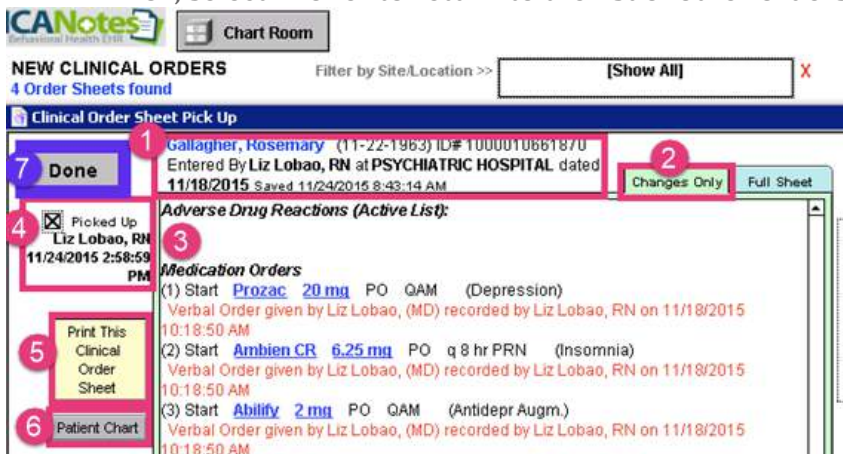 ICANotes
Behavioral Health EHR
Chart Room
NEW CLINICAL ORDERS
4 Order Sheets found
Filter by Site/Location >>
[Show All]
X
Clinical Order Sheet Pick Up
1
Gallagher, Rosemary (11-22-1963) ID# 1000010661870
Entered By Liz Lobao, RN at PSYCHIATRIC HOSPITAL dated
11/18/2015 Saved 11/24/2015 8:43:14 AM
2
Changes Only
Full Sheet
7
Done
4
Picked Up
Liz Lobao, RN
11/24/2015 2:58:59
PM
3
Adverse Drug Reactions (Active List):
Medication Orders
(1) Start Prozac 20 mg PO QAM (Depression)
Verbal Order given by Liz Lobao, (MD) recorded by Liz Lobao, RN on 11/18/2015
10:18:50 AM
(2) Start Ambien CR 6.25 mg PO q 8 hr PRN (Insomnia)
Verbal Order given by Liz Lobao, (MD) recorded by Liz Lobao, RN on 11/18/2015
10:18:50 AM
(3) Start Abilify 2 mg PO QAM (Antidepr Augm.)
Verbal Order given by Liz Lobao, (MD) recorded by Liz Lobao, RN on 11/18/2015
10:18:50 AM
5
Print This
Clinical
Order
Sheet
6
Patient Chart